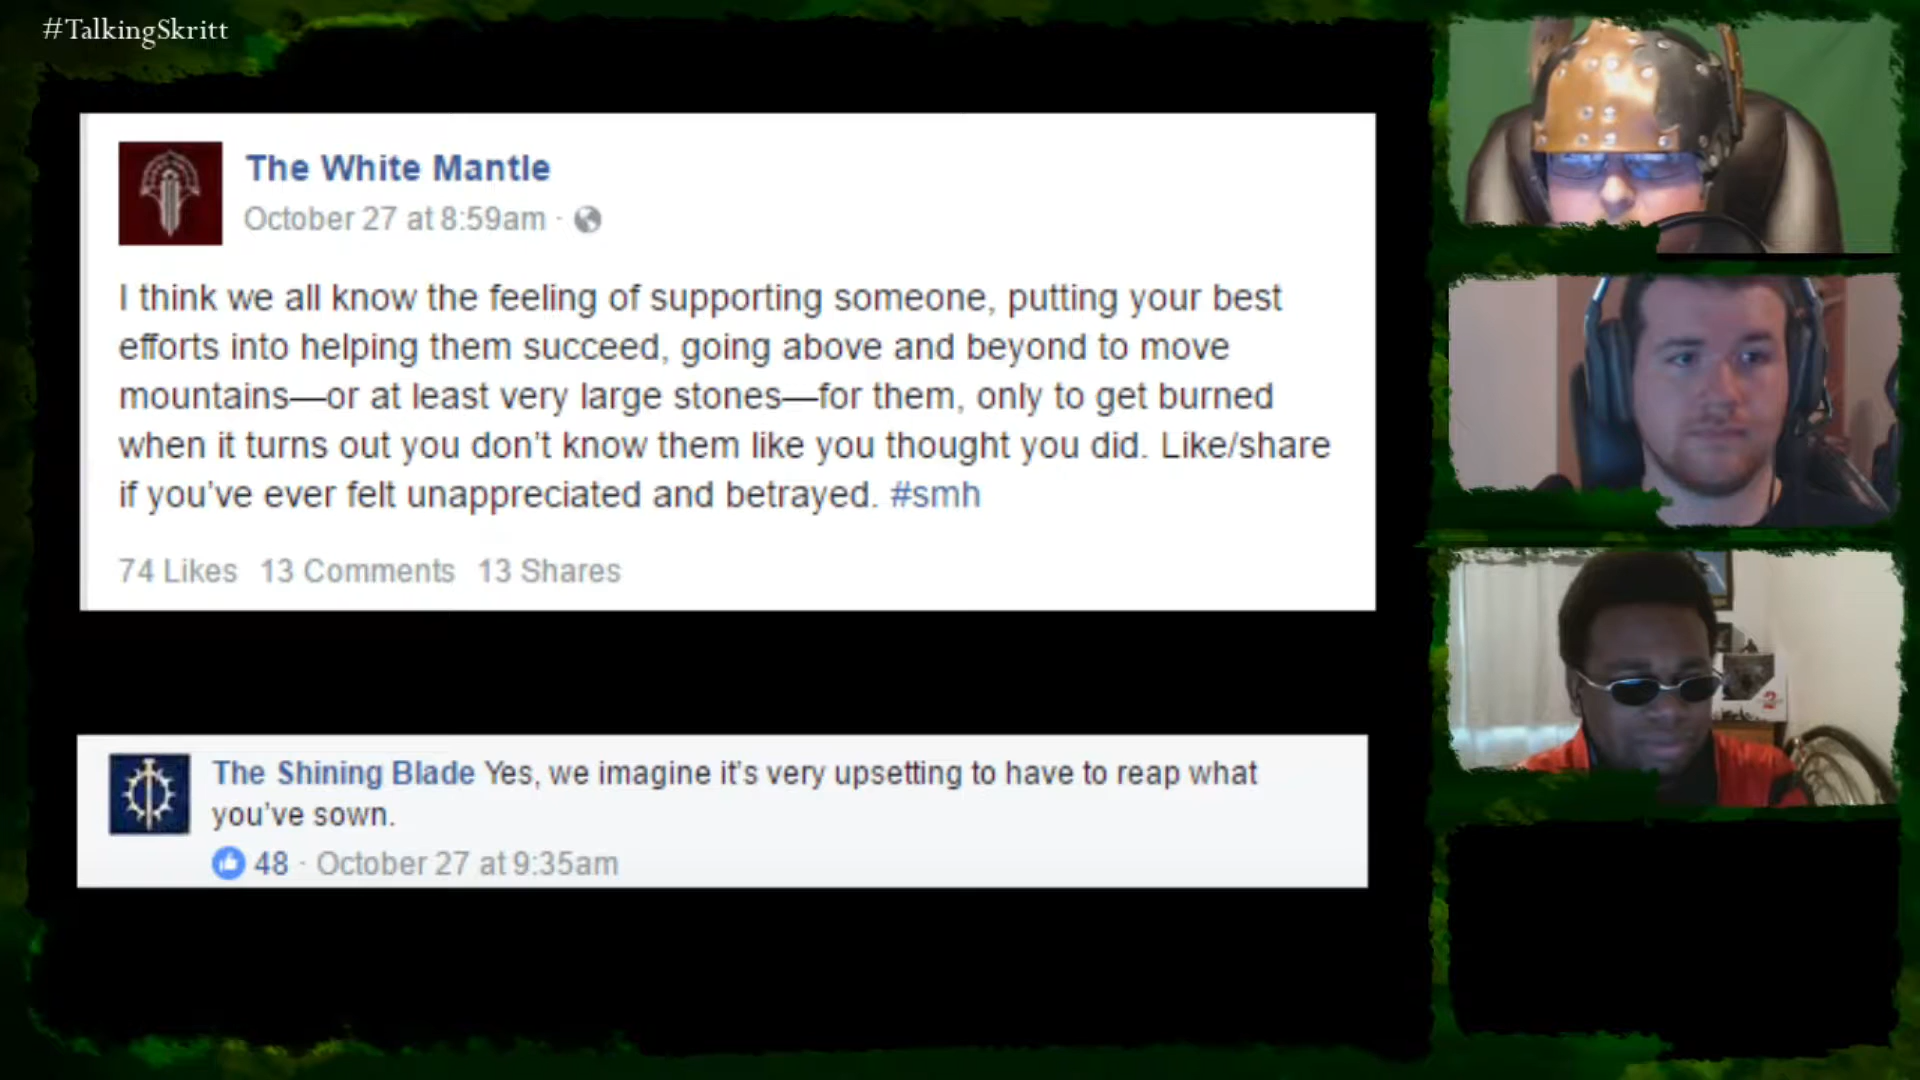 #TalkingSkritt
The White Mantle
October 27 at 8:59am ·
I think we all know the feeling of supporting someone, putting your best
efforts into helping them succeed, going above and beyond to move
mountains—or at least very large stones—for them, only to get burned
when it turns out you don’t know them like you thought you did. Like/share
if you’ve ever felt unappreciated and betrayed. #smh
74 Likes 13 Comments 13 Shares
The Shining Blade Yes, we imagine it’s very upsetting to have to reap what
you’ve sown.
48 · October 27 at 9:35am
2